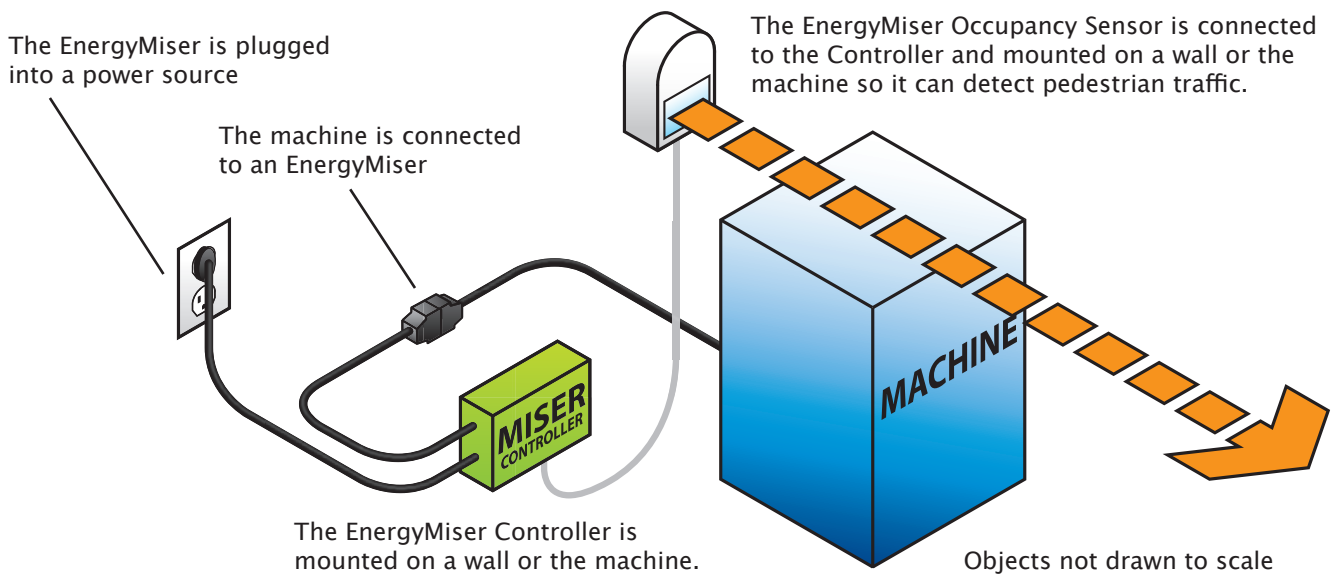 The EnergyMiser is plugged
into a power source
The machine is connected
to an EnergyMiser
The EnergyMiser Occupancy Sensor is connected
to the Controller and mounted on a wall or the
machine so it can detect pedestrian traffic.
MACHINE
MISER
CONTROLLER
The EnergyMiser Controller is
mounted on a wall or the machine.
Objects not drawn to scale